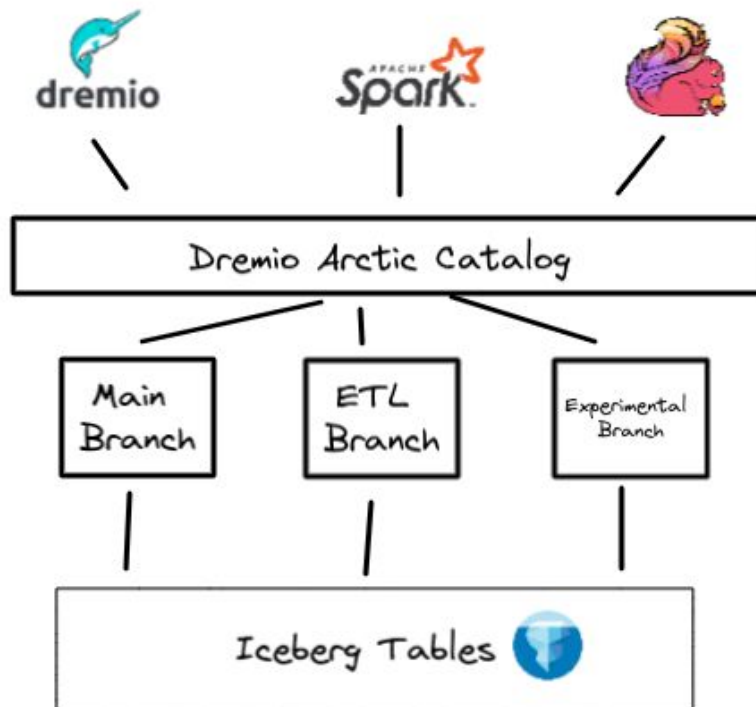 dremio
APACHE
Spark
Dremio Arctic Catalog
Main
Branch
ETL
Branch
Experimental
Branch
Iceberg Tables